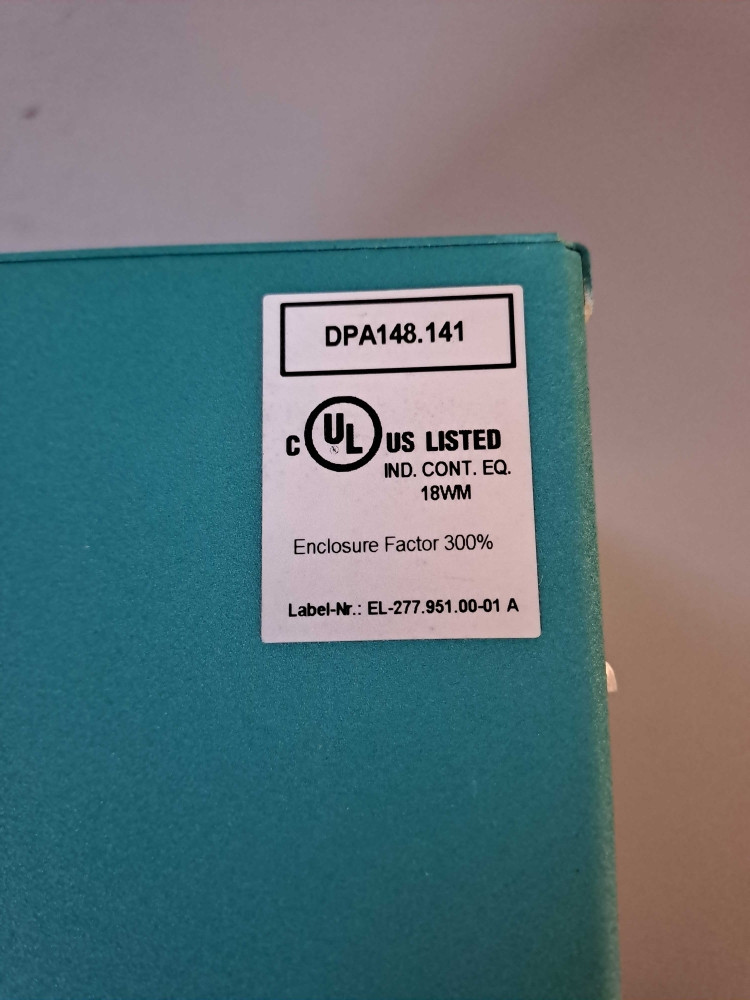 DPA148.141
C UL US LISTED
IND. CONT. EQ.
18WM
Enclosure Factor 300%
Label-Nr.: EL-277.951.00-01 A